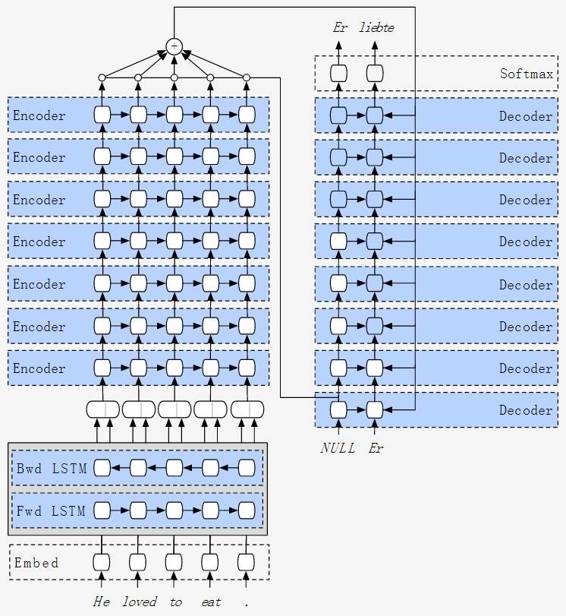 Er liebte
Softmax
Encoder
Encoder
Encoder
Encoder
Encoder
Encoder
Encoder
Decoder
Decoder
Decoder
Decoder
Decoder
Decoder
Decoder
Decoder
NULL Er
Bwd LSTM
Fwd LSTM
Embed
He loved to eat .